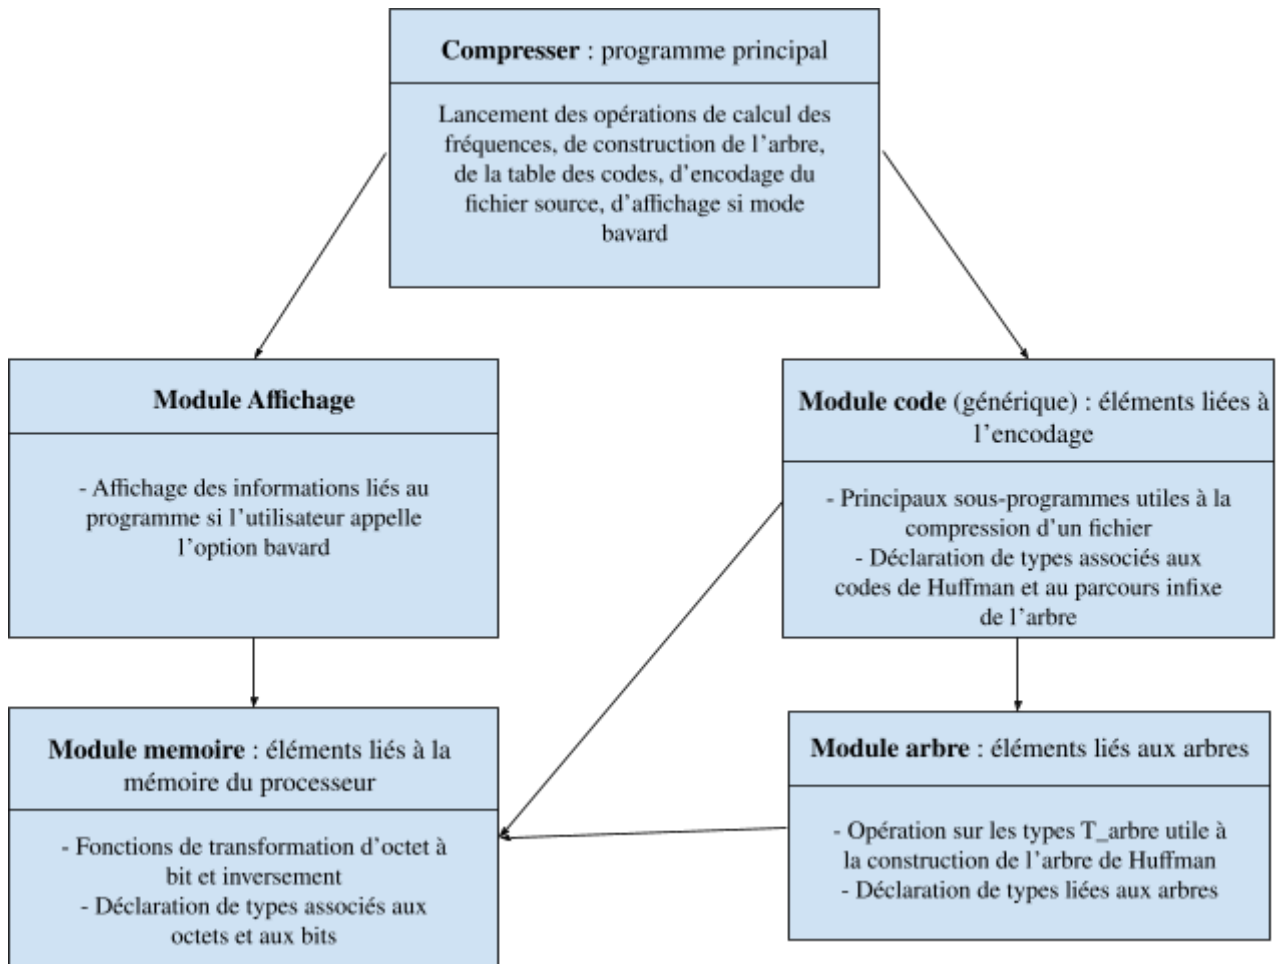 Compresser : programme principal
Lancement des opérations de calcul des
fréquences, de construction de l'arbre,
de la table des codes, d'encodage du
fichier source, d'affichage si mode
bavard
Module Affichage
- Affichage des informations liés au
programme si l'utilisateur appelle
l'option bavard
Module code (générique) : éléments liées à
l'encodage
- Principaux sous-programmes utiles à la
compression d'un fichier
- Déclaration de types associés aux
codes de Huffman et au parcours infixe
de l'arbre
Module memoire : éléments liés à la
mémoire du processeur
- Fonctions de transformation d'octet à
bit et inversement
- Déclaration de types associés aux
octets et aux bits
Module arbre : éléments liés aux arbres
- Opération sur les types T_arbre utile à
la construction de l'arbre de Huffman
- Déclaration de types liées aux arbres